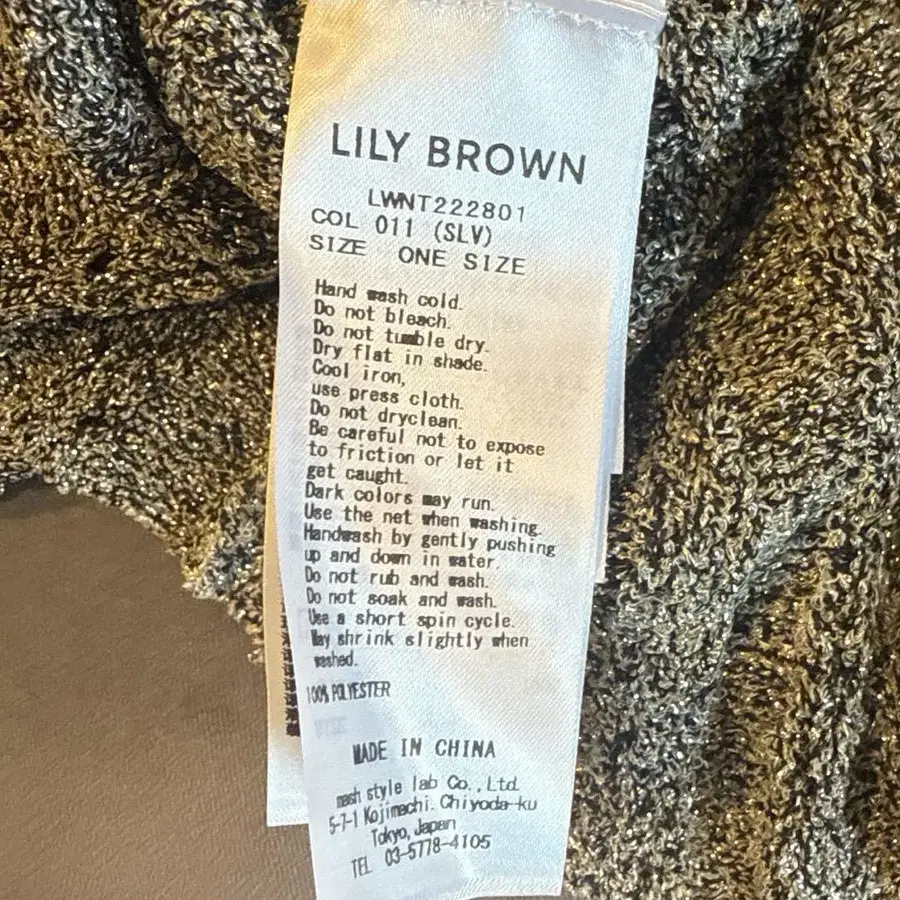 LILY BROWN
LWNT222801
COL 011 (SLV)
SIZE ONE SIZE
Hand wash cold.
Do not bleach.
Do not tumble dry.
Dry flat in shade.
Cool iron,
use press cloth.
Do not dryclean.
Be careful not to expose
to friction or let it
get caught.
Dark colors may run.
Use the net when washing.
Handwash by gently pushing
up and down in water.
Do not rub and wash.
Do not soak and wash.
Use a short spin cycle.
May shrink slightly when
washed.
100% POLYESTER
MADE IN CHINA
mash style lab Co.,Ltd.
5-7-1 Kojimachi. Chiyoda-ku
Tokyo, Japan
TEL 03-5778-4105